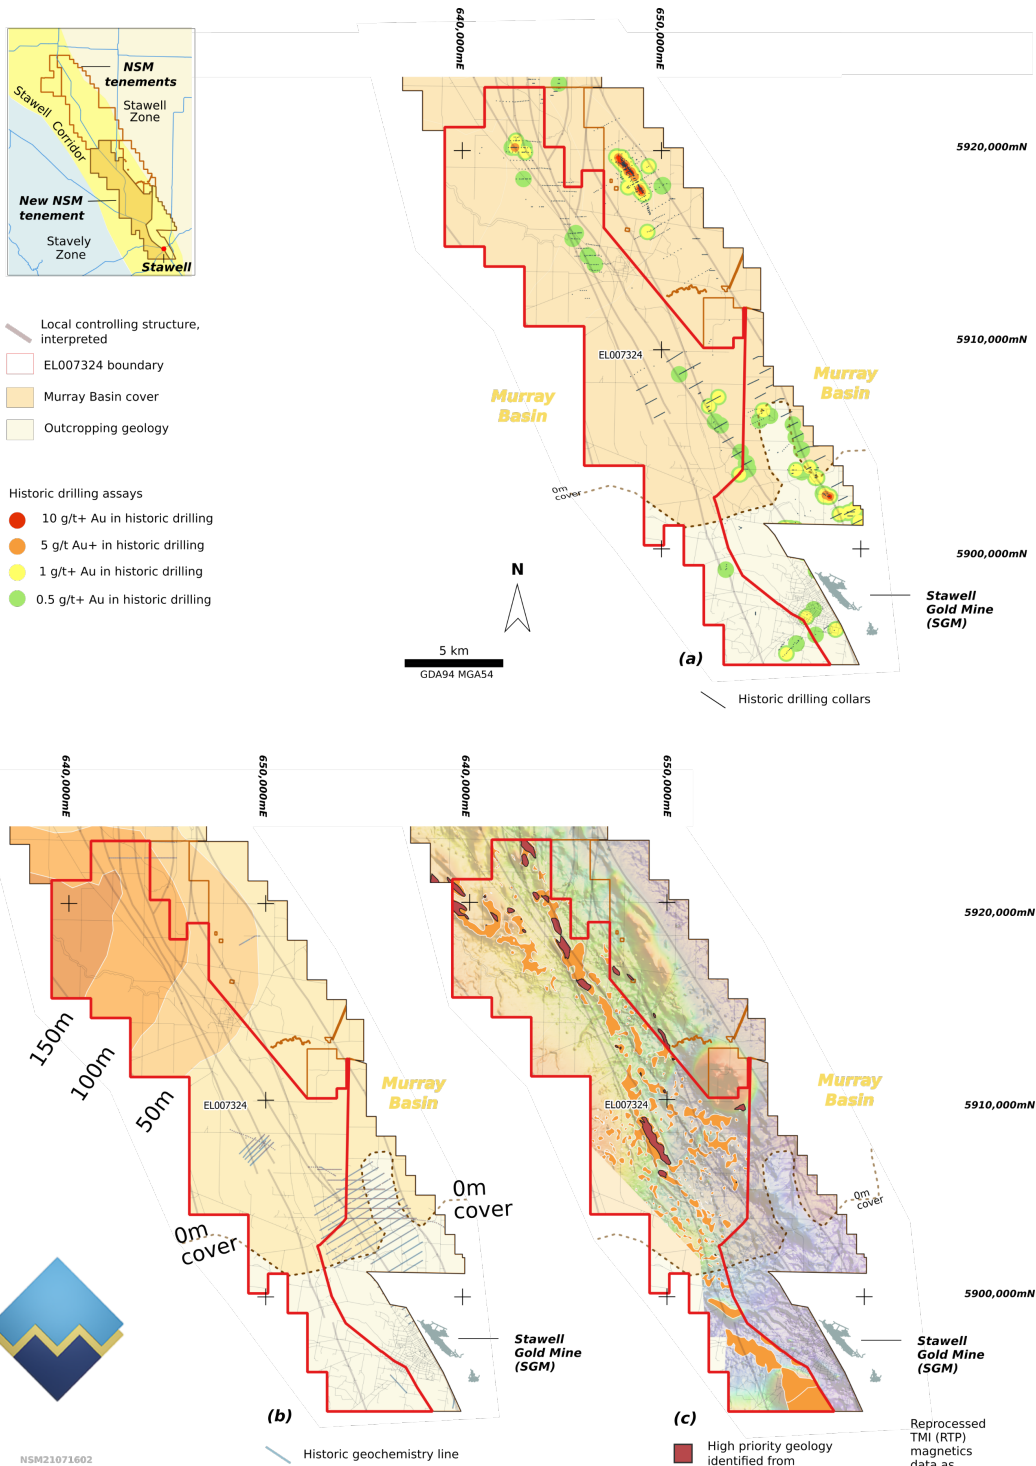 640,000mE
650,000mE
NSM
tenements
Stawell
Zone
Stawell Corridor
New NSM
tenement
Stavely
Zone
Stawell
5920,000mN
Local controlling structure,
interpreted
EL007324 boundary
Murray Basin cover
Outcropping geology
5910,000mN
EL007324
Murray
Basin
Murray
Basin
Historic drilling assays
10 g/t+ Au in historic drilling
5 g/t Au+ in historic drilling
1 g/t+ Au in historic drilling
0.5 g/t+ Au in historic drilling
0m
cover
5900,000mN
N
Stawell
Gold Mine
(SGM)
5 km
GDA94 MGA54
(a)
Historic drilling collars
640,000mE
650,000mE
640,000mE
650,000mE
5920,000mN
150m
100m
50m
EL007324
Murray
Basin
0m
cover
0m
cover
Stawell
Gold Mine
(SGM)
(b)
Historic geochemistry line
NSM21071602
5910,000mN
EL007324
Murray
Basin
0m
cover
5900,000mN
Stawell
Gold Mine
(SGM)
(c)
High priority geology
identified from
Reprocessed
TMI (RTP)
magnetics
data as